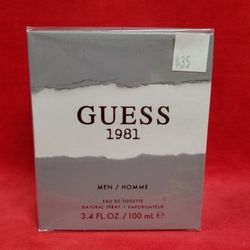 $35
GUESS
1981
MEN / HOMME
EAU DE TOILETTE
NATURAL SPRAY • VAPORISATEUR
3.4 FL.OZ./100 mL ℮